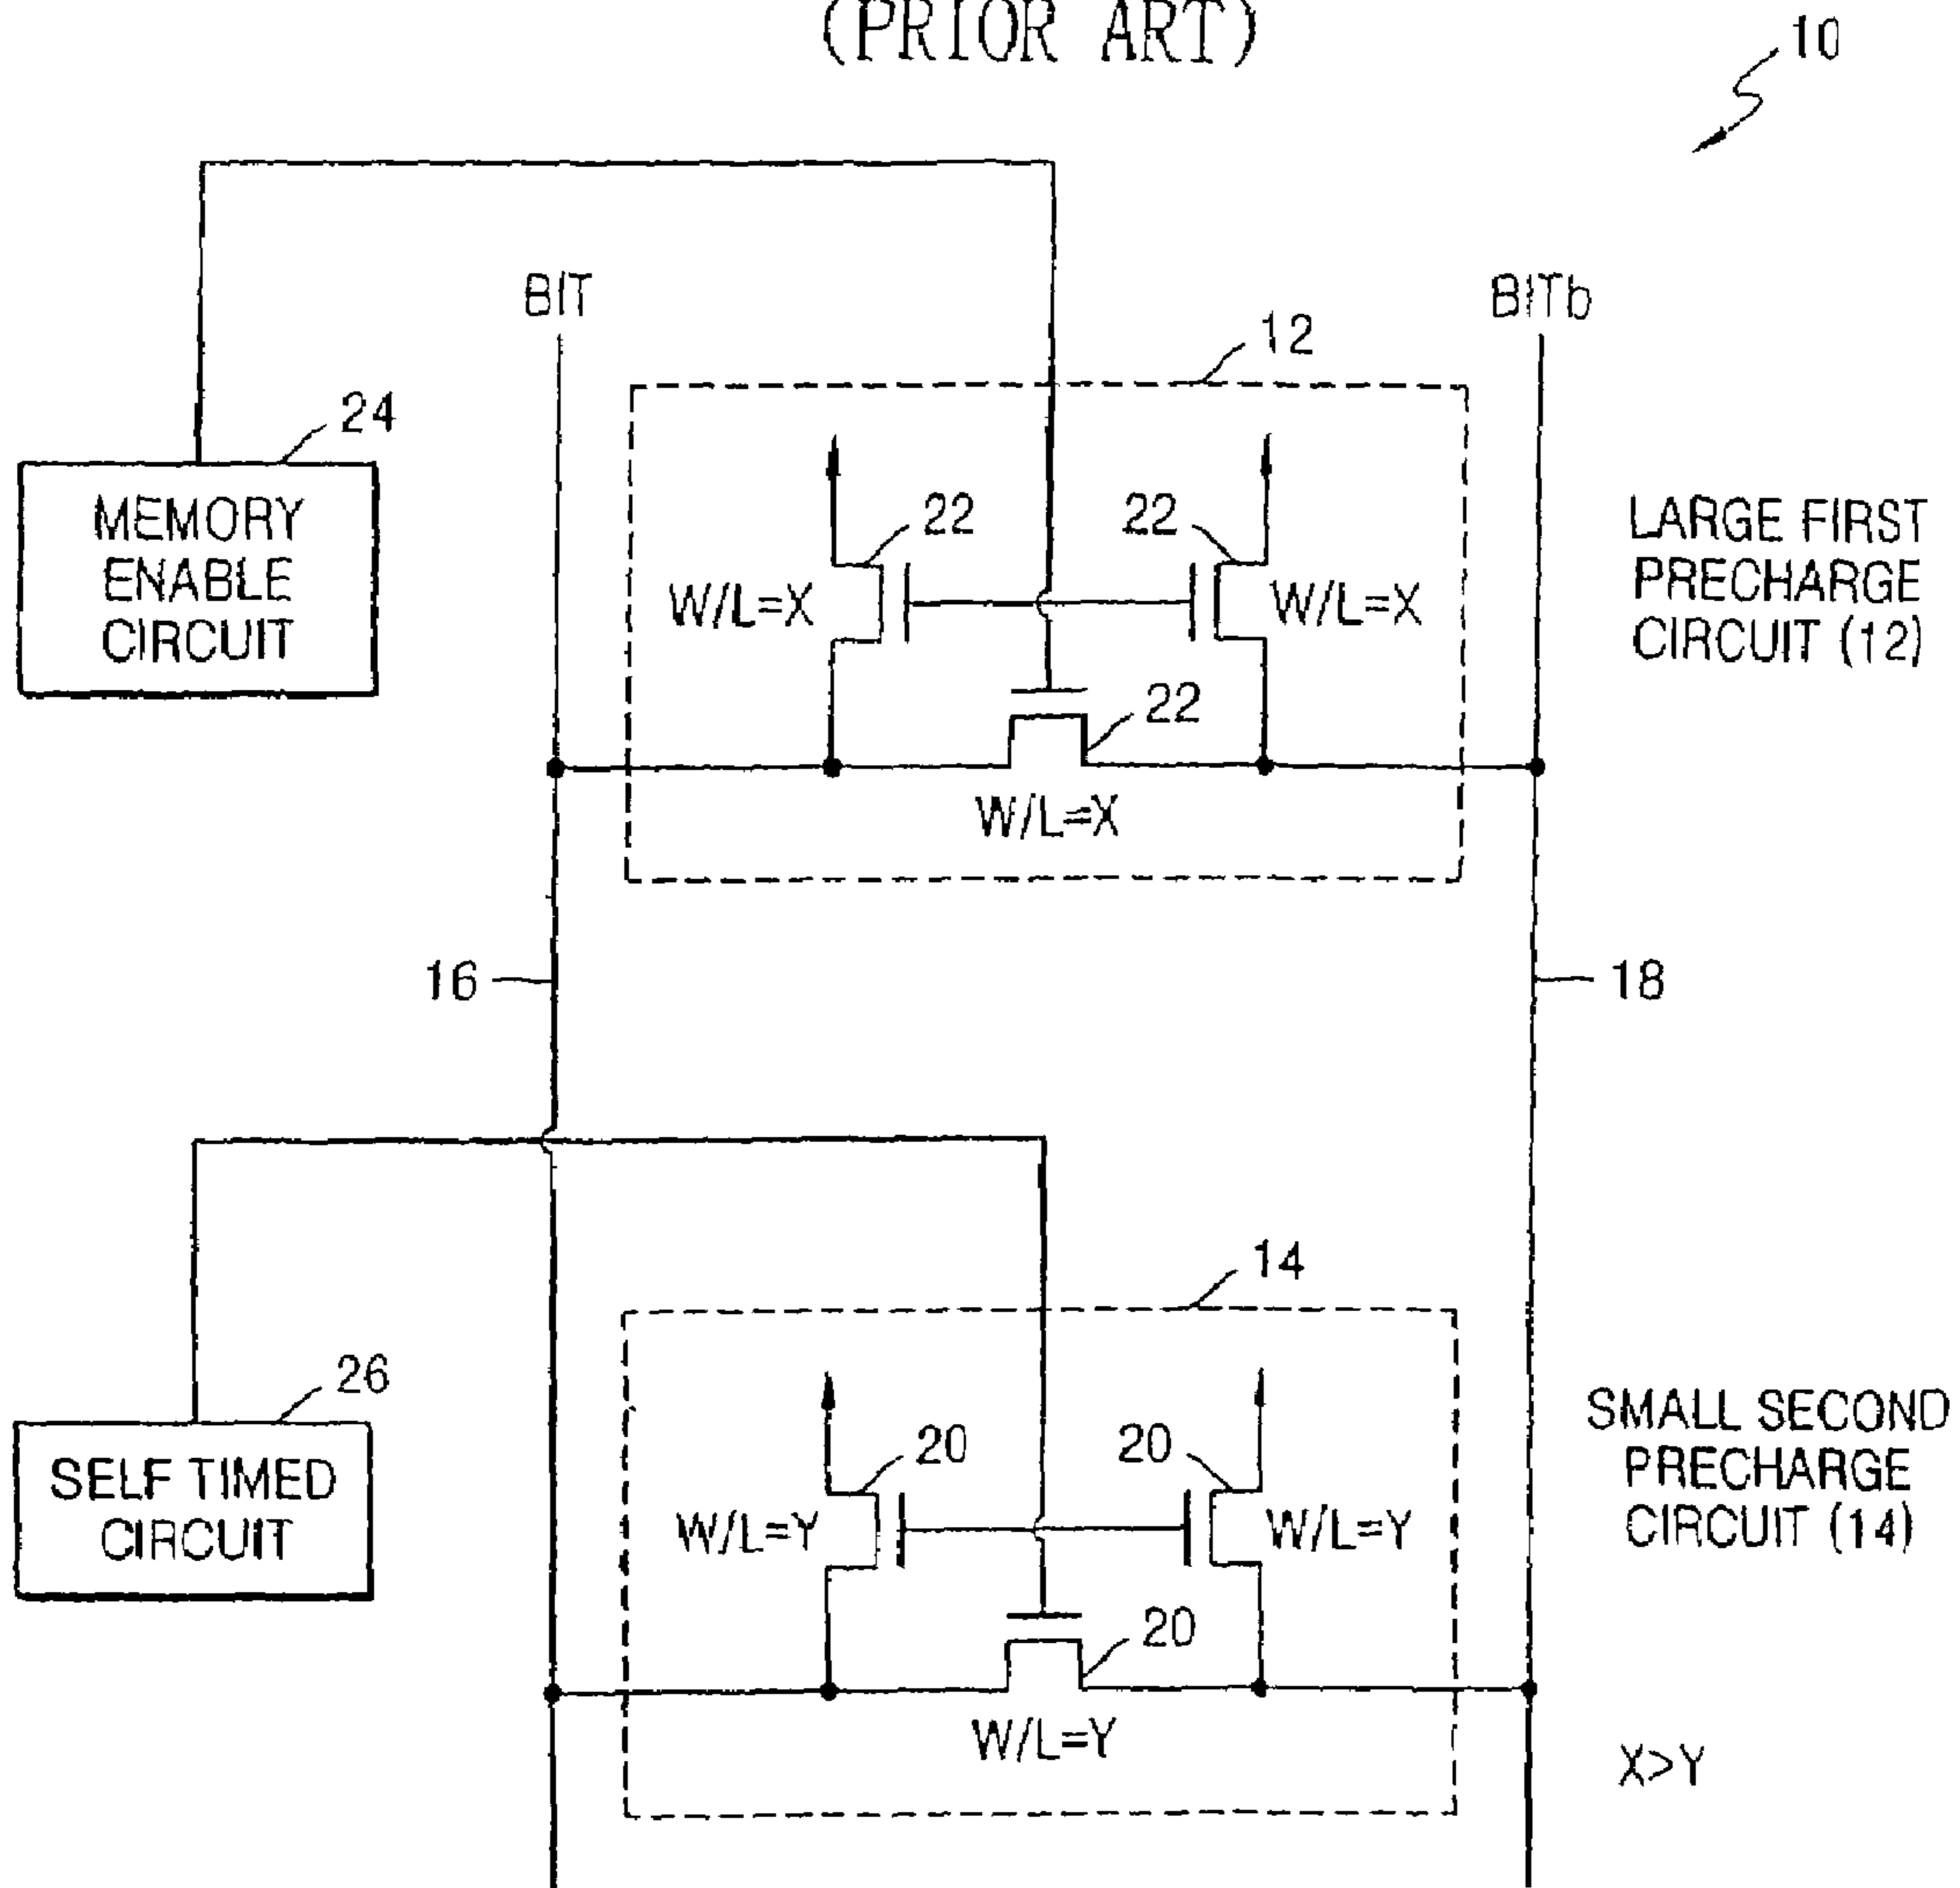 (PRIOR ART)
10
BIT
BITb
12
24
MEMORY
ENABLE
CIRCUIT
22
22
W/L=X
W/L=X
22
W/L=X
LARGE FIRST
PRECHARGE
CIRCUIT (12)
16
18
14
26
SELF TIMED
CIRCUIT
20
20
W/L=Y
W/L=Y
20
W/L=Y
SMALL SECOND
PRECHARGE
CIRCUIT (14)
X>Y